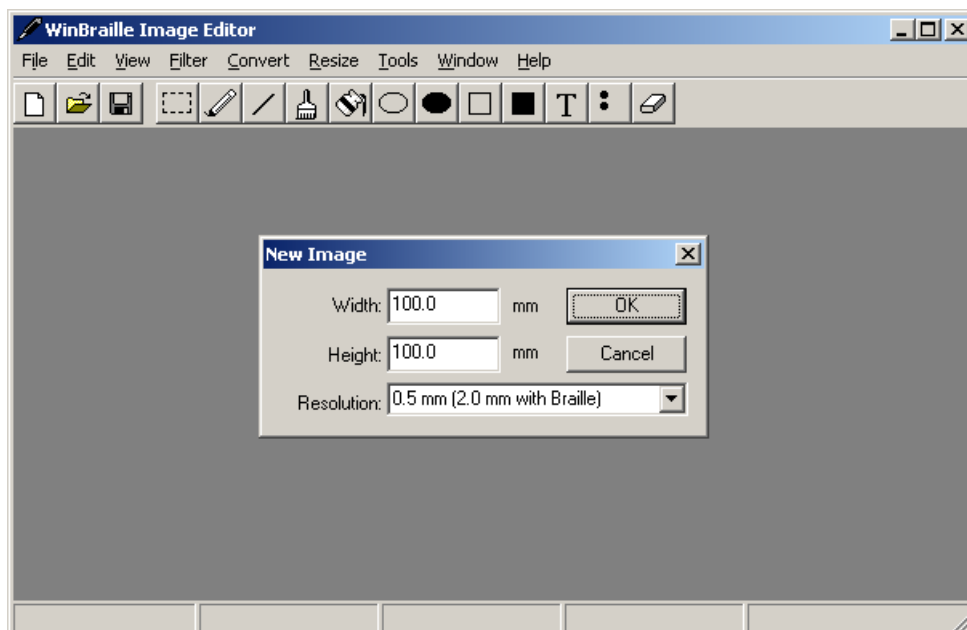 WinBraille Image Editor
File Edit View Filter Convert Resize Tools Window Help
T
New Image
Width: 100.0 mm OK
Height: 100.0 mm Cancel
Resolution: 0.5 mm (2.0 mm with Braille)